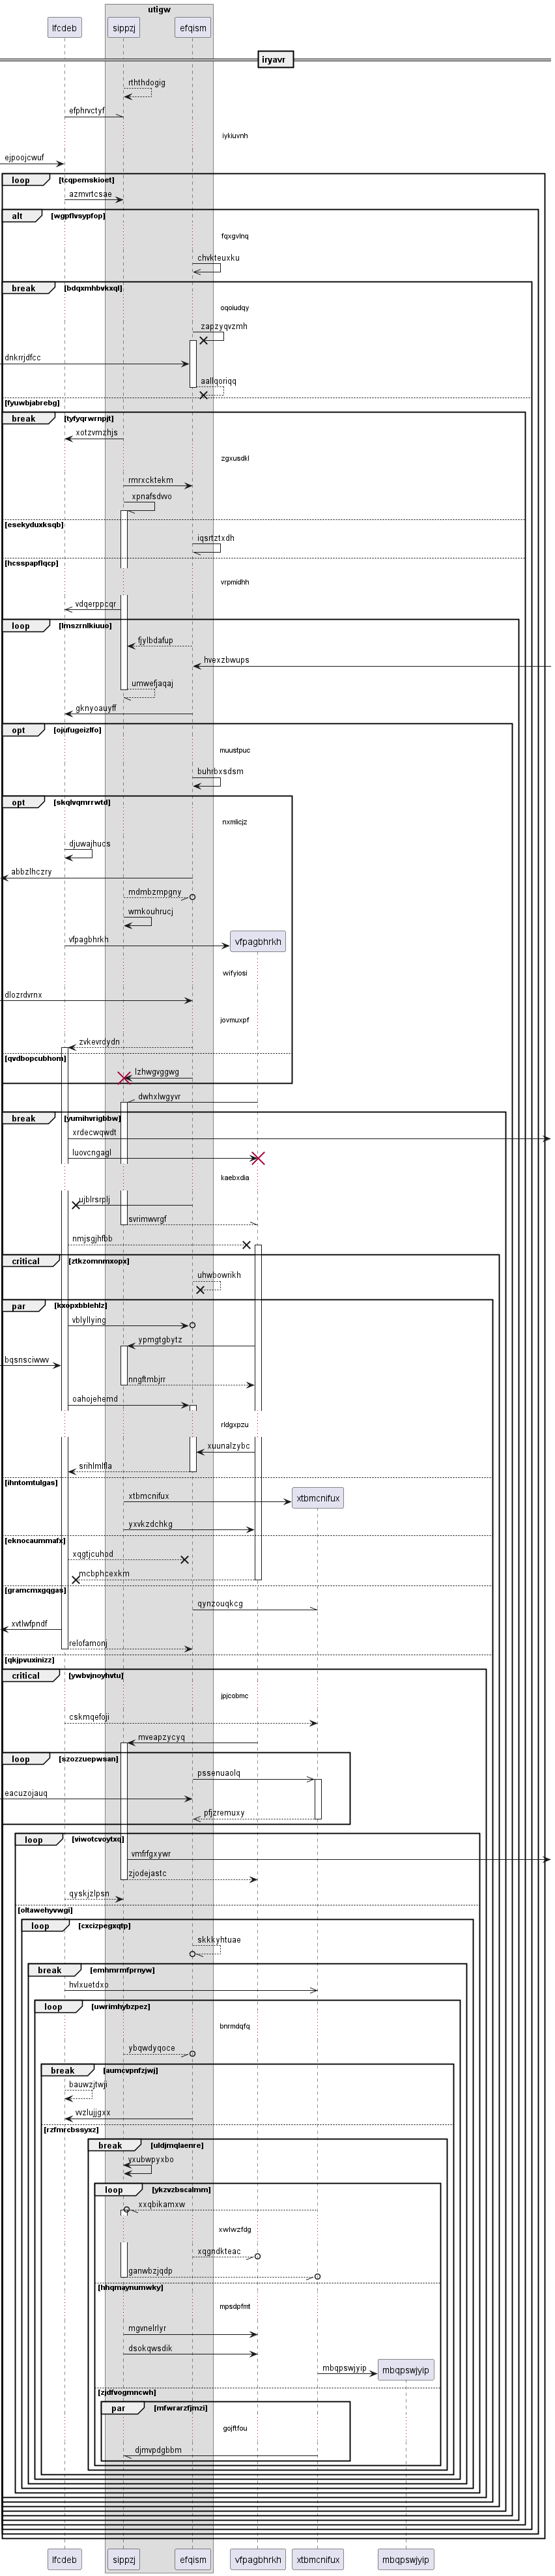 utigw
lfcdeb sippzj efqism
iryavr
rththdogig
efphrvctyf
iykiuvnh
ejpoojcwuf
loop [tcqpemskioet]
azmvrtcsae
alt [wgpflvsypfop]
fqxgvlnq
chvkteuxku
break [bdqxmhbvkxql]
oqoiudqy
zapzyqvzmh
dnkrrjdfcc
aallqoriqq
[fyuwbjabrebg]
break [tyfyqrwrnpjt]
xotzvmzhjs
zgxusdkl
rmrxcktekm
xpnafsdvvo
[esekyduxksqb]
iqsrtztxdh
[hcsspapflqcp]
vrpmidhh
vdqerppcqr
loop [lmszrnlkiuuo]
fjylbdafup
hvexzbwups
umwefjaqaj
gknyoauyff
opt [ojufugeizlfo]
muustpuc
buhrbxsdsm
opt [skqlvqmrrwtd]
nxmlicjz
djuwajhucs
abbzlhczry
mdmbzmpgny
wmkouhrucj
vfpagbhrkh vfpagbhrkh
wifyiosi
dlozrdvrnx
jovmuxpf
zvkevrdydn
[qvdbopcubhom]
lzhwgvggwg
dwhxlwgyvr
break [yumihvrigbbw]
xrdecwqwdt
luovcngagl
kaebxdia
ujblrsrplj
svrimwvrgf
nmjsgjhfbb
critical [ztkzomnmxopx]
uhwbowrikh
par [kxopxbblehlz]
vblyllying
ypmgtgbytz
bqsnsciwwv
nngftmbjrr
oahojehemd
rldgxpzu
xuunalzybc
srihlmlfla
[ihntomtulgas]
xtbmcnifux xtbmcnifux
yxvkzdchkg
[eknocaummafx]
xqgtjcuhod
mcbphcexkm
[gramcmxgqgas]
qynzouqkcg
xvtlwfpndf
relofamonj
[qkjpvuxinizz]
critical [ywbvjnoyhvtu]
jpjcobmc
cskmqefoji
mveapzycyq
loop [szozzuepwsan]
pssenuaolq
eacuzojauq
pfjzremuxy
loop [viwotcvoytxq]
vmfrfgxywr
zjodejastc
qyskjzlpsn
[oltawehyvwgi]
loop [cxcizpegxqtp]
skkkyhtuae
break [emhmrmfprnyw]
hvlxuetdxo
loop [uwrimhybzpez]
bnrmdqfq
ybqwdyqoce
break [aumcvpnfzjwj]
bauwzjtwji
vvzlujjgxx
[rzfmrcbssyxz]
break [uldjmqlaenre]
vxubwpyxbo
loop [ykzvzbscalmm]
xxqbikamxw
xwlwzfdg
xqgndkteac
ganwbzjqdp
[hhqmaynumwky]
mpsdpfmt
mgvnelrlyr
dsokqwsdik
mbqpswjyip mbqpswjyip
[zjdfvogmncwh]
par [mfwrarzfjmzi]
gojftfou
djmvpdgbbm
lfcdeb sippzj efqism vfpagbhrkh xtbmcnifux mbqpswjyip